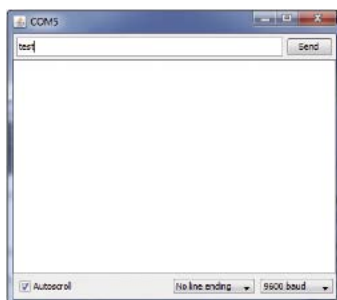 COM5
test
Send
Autoscroll
No line ending
9600 baud